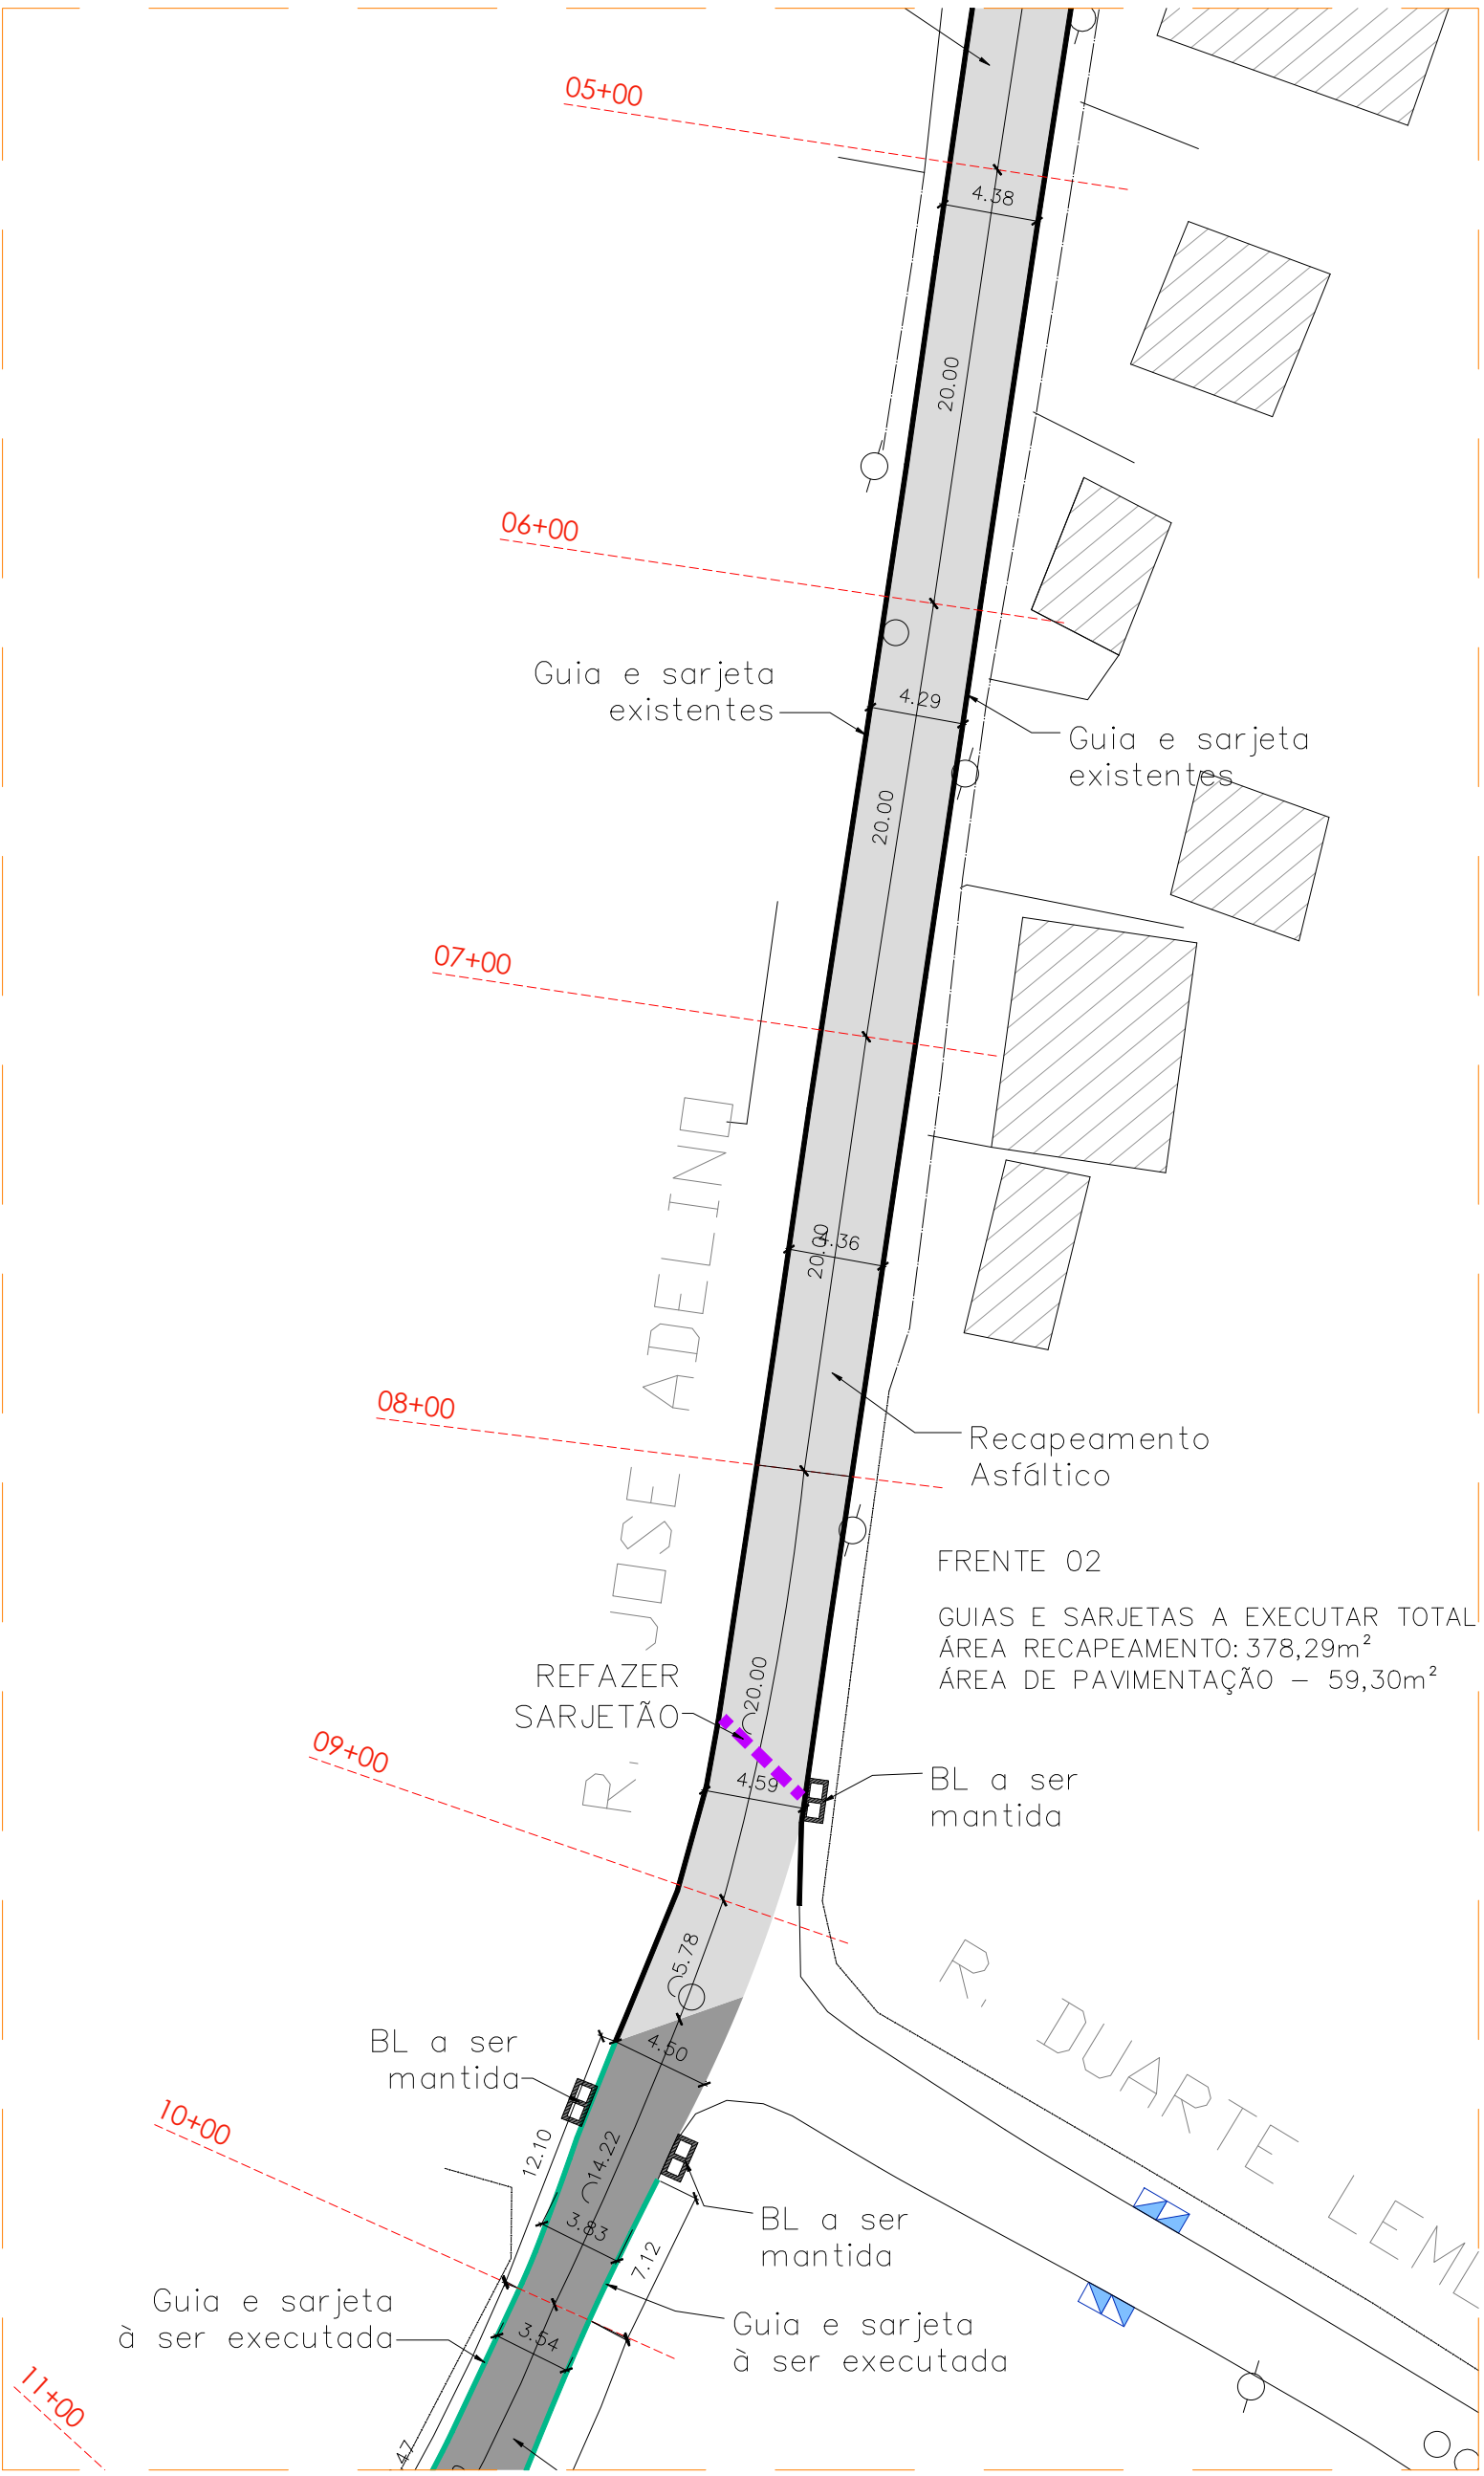 05+00
4.38
20.00
06+00
Guia e sarjeta
existentes
4.29
Guia e sarjeta
existentes
20.00
07+00
R. JOSE ADELINO
4.36
20.00
08+00
Recapeamento
Asfáltico
FRENTE 02
GUIAS E SARJETAS A EXECUTAR TOTAL
ÁREA RECAPEAMENTO: 378,29m²
ÁREA DE PAVIMENTAÇÃO – 59,30m²
REFAZER
SARJETÃO
20.00
09+00
4.59
BL a ser
mantida
5.78
R. DUARTE LEM
BL a ser
mantida
4.50
10+00
12.10
14.22
BL a ser
mantida
3.83
7.12
Guia e sarjeta
à ser executada
3.54
Guia e sarjeta
à ser executada
11+00
47